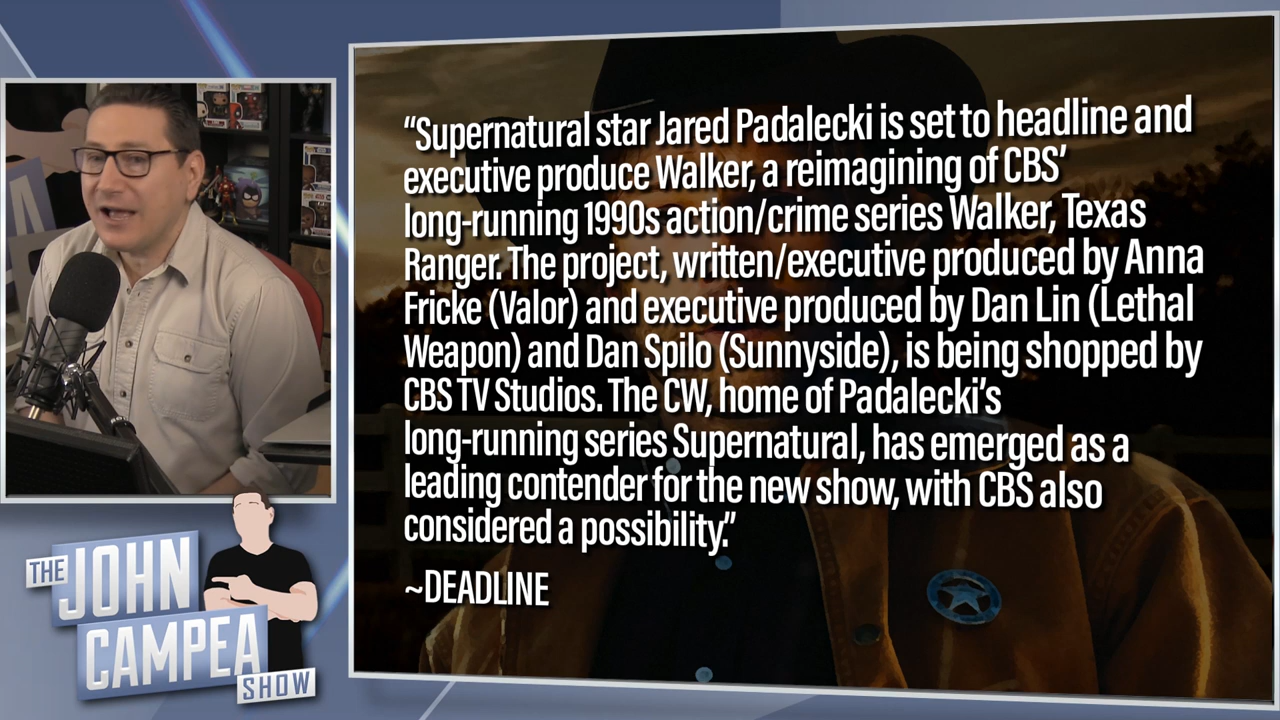 “Supernatural star Jared Padalecki is set to headline and
executive produce Walker, a reimagining of CBS’
long-running 1990s action/crime series Walker, Texas
Ranger. The project, written/executive produced by Anna
Fricke (Valor) and executive produced by Dan Lin (Lethal
Weapon) and Dan Spilo (Sunnyside), is being shopped by
CBS TV Studios. The CW, home of Padalecki’s
long-running series Supernatural, has emerged as a
leading contender for the new show, with CBS also
considered a possibility.”
~DEADLINE
THE
JOHN
CAMPEA
SHOW